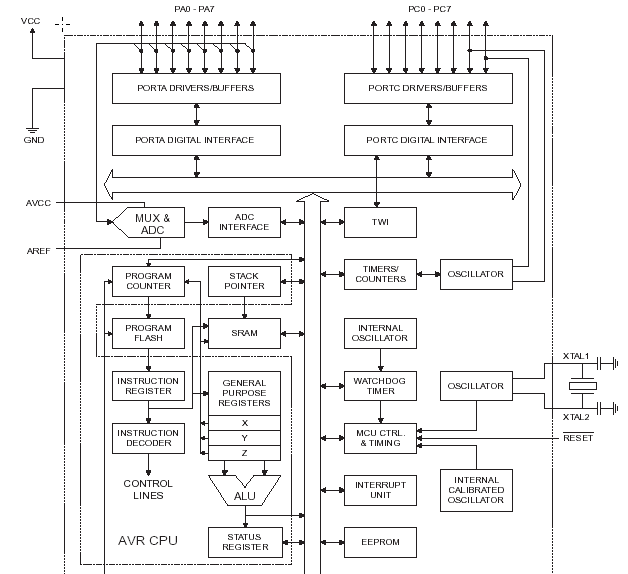 PA0 - PA7
PC0 - PC7
VCC
GND
PORTA DRIVERS/BUFFERS
PORTC DRIVERS/BUFFERS
PORTA DIGITAL INTERFACE
PORTC DIGITAL INTERFACE
AVCC
AREF
MUX &
ADC
ADC
INTERFACE
TWI
PROGRAM
COUNTER
STACK
POINTER
TIMERS/
COUNTERS
OSCILLATOR
PROGRAM
FLASH
SRAM
INTERNAL
OSCILLATOR
INSTRUCTION
REGISTER
GENERAL
PURPOSE
REGISTERS
X
Y
Z
WATCHDOG
TIMER
OSCILLATOR
XTAL1
XTAL2
RESET
INSTRUCTION
DECODER
MCU CTRL.
& TIMING
CONTROL
LINES
ALU
INTERRUPT
UNIT
INTERNAL
CALIBRATED
OSCILLATOR
AVR CPU
STATUS
REGISTER
EEPROM